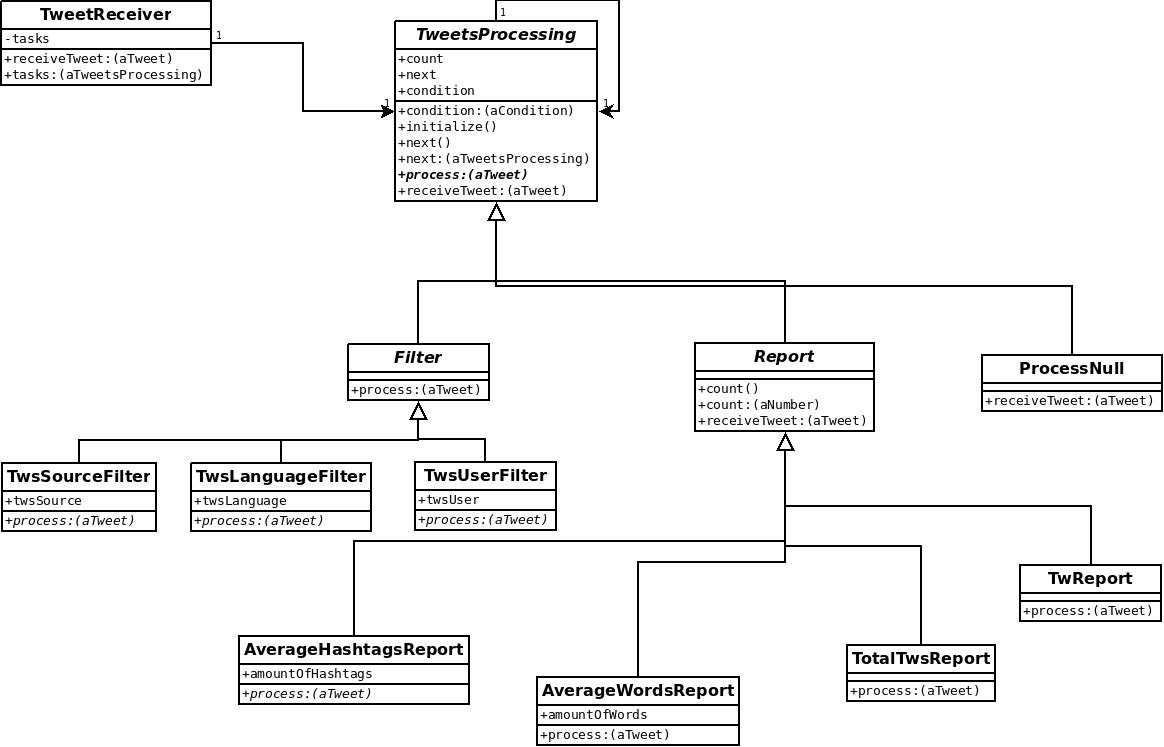 TweetReceiver
-tasks
+receiveTweet:(aTweet)
+tasks:(aTweetsProcessing)
1
1
1
1
TweetsProcessing
+count
+next
+condition
+condition:(aCondition)
+initialize()
+next()
+next:(aTweetsProcessing)
+process:(aTweet)
+receiveTweet:(aTweet)
Filter
+process:(aTweet)
Report
+count()
+count:(aNumber)
+receiveTweet:(aTweet)
ProcessNull
+receiveTweet:(aTweet)
TwsSourceFilter
+twsSource
+process:(aTweet)
TwsLanguageFilter
+twsLanguage
+process:(aTweet)
TwsUserFilter
+twsUser
+process:(aTweet)
TwReport
+process:(aTweet)
AverageHashtagsReport
+amountOfHashtags
+process:(aTweet)
AverageWordsReport
+amountOfWords
+process:(aTweet)
TotalTwsReport
+process:(aTweet)